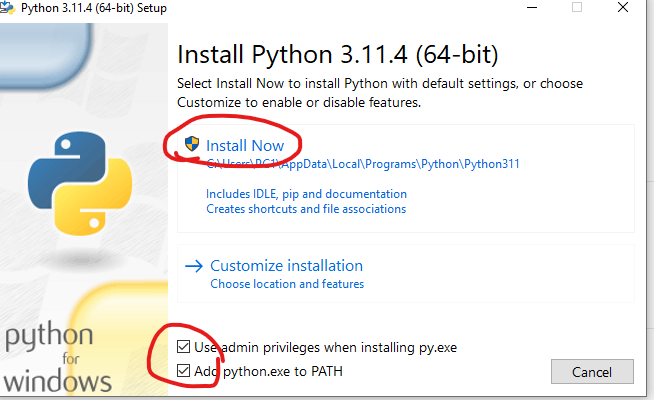 Python 3.11.4 (64-bit) Setup
Install Python 3.11.4 (64-bit)
Select Install Now to install Python with default settings, or choose
Customize to enable or disable features.
Install Now
C:\Users\PC1\AppData\Local\Programs\Python\Python311
Includes IDLE, pip and documentation
Creates shortcuts and file associations
Customize installation
Choose location and features
python
for
windows
Use admin privileges when installing py.exe
Add python.exe to PATH
Cancel